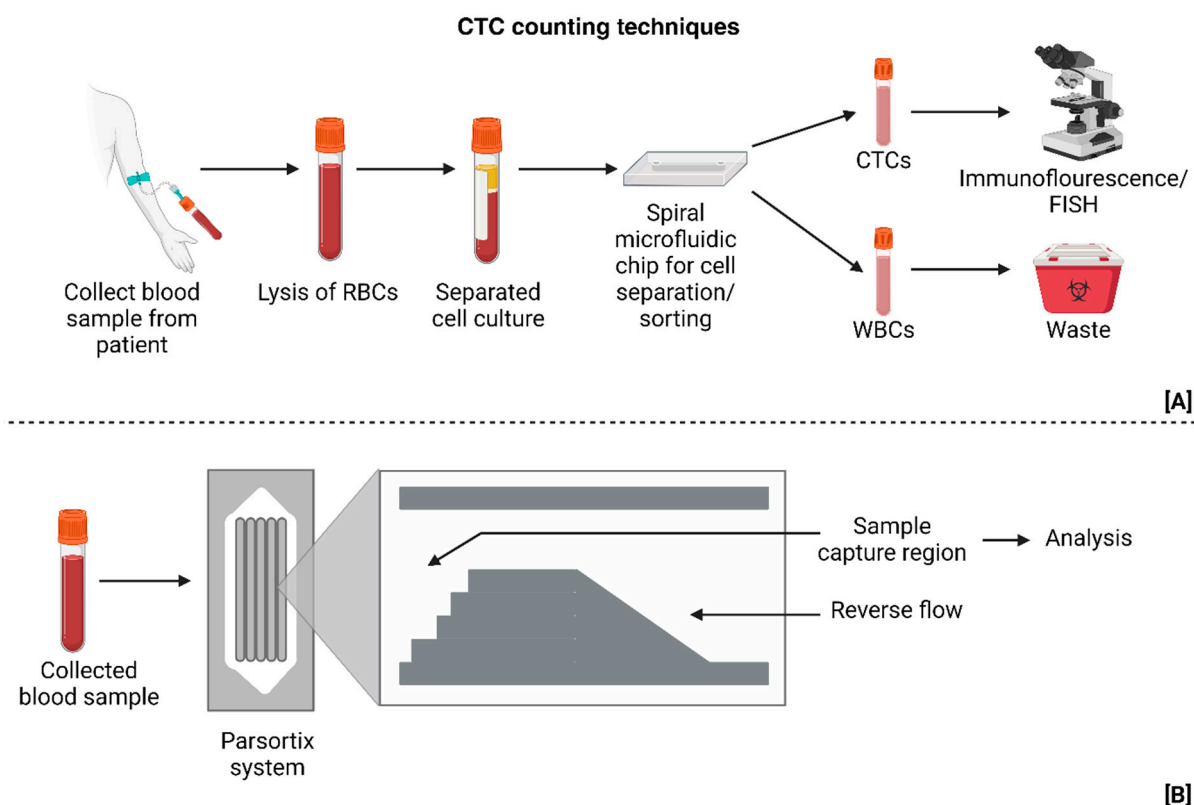 CTC counting techniques
Collect blood
sample from
patient
Lysis of RBCs
Separated
cell culture
Spiral
microfluidic
chip for cell
separation/
sorting
CTCs
Immunoflourescence/
FISH
WBCs
Waste
[A]
Collected
blood sample
Parsortix
system
Sample
capture region
Analysis
Reverse flow
[B]